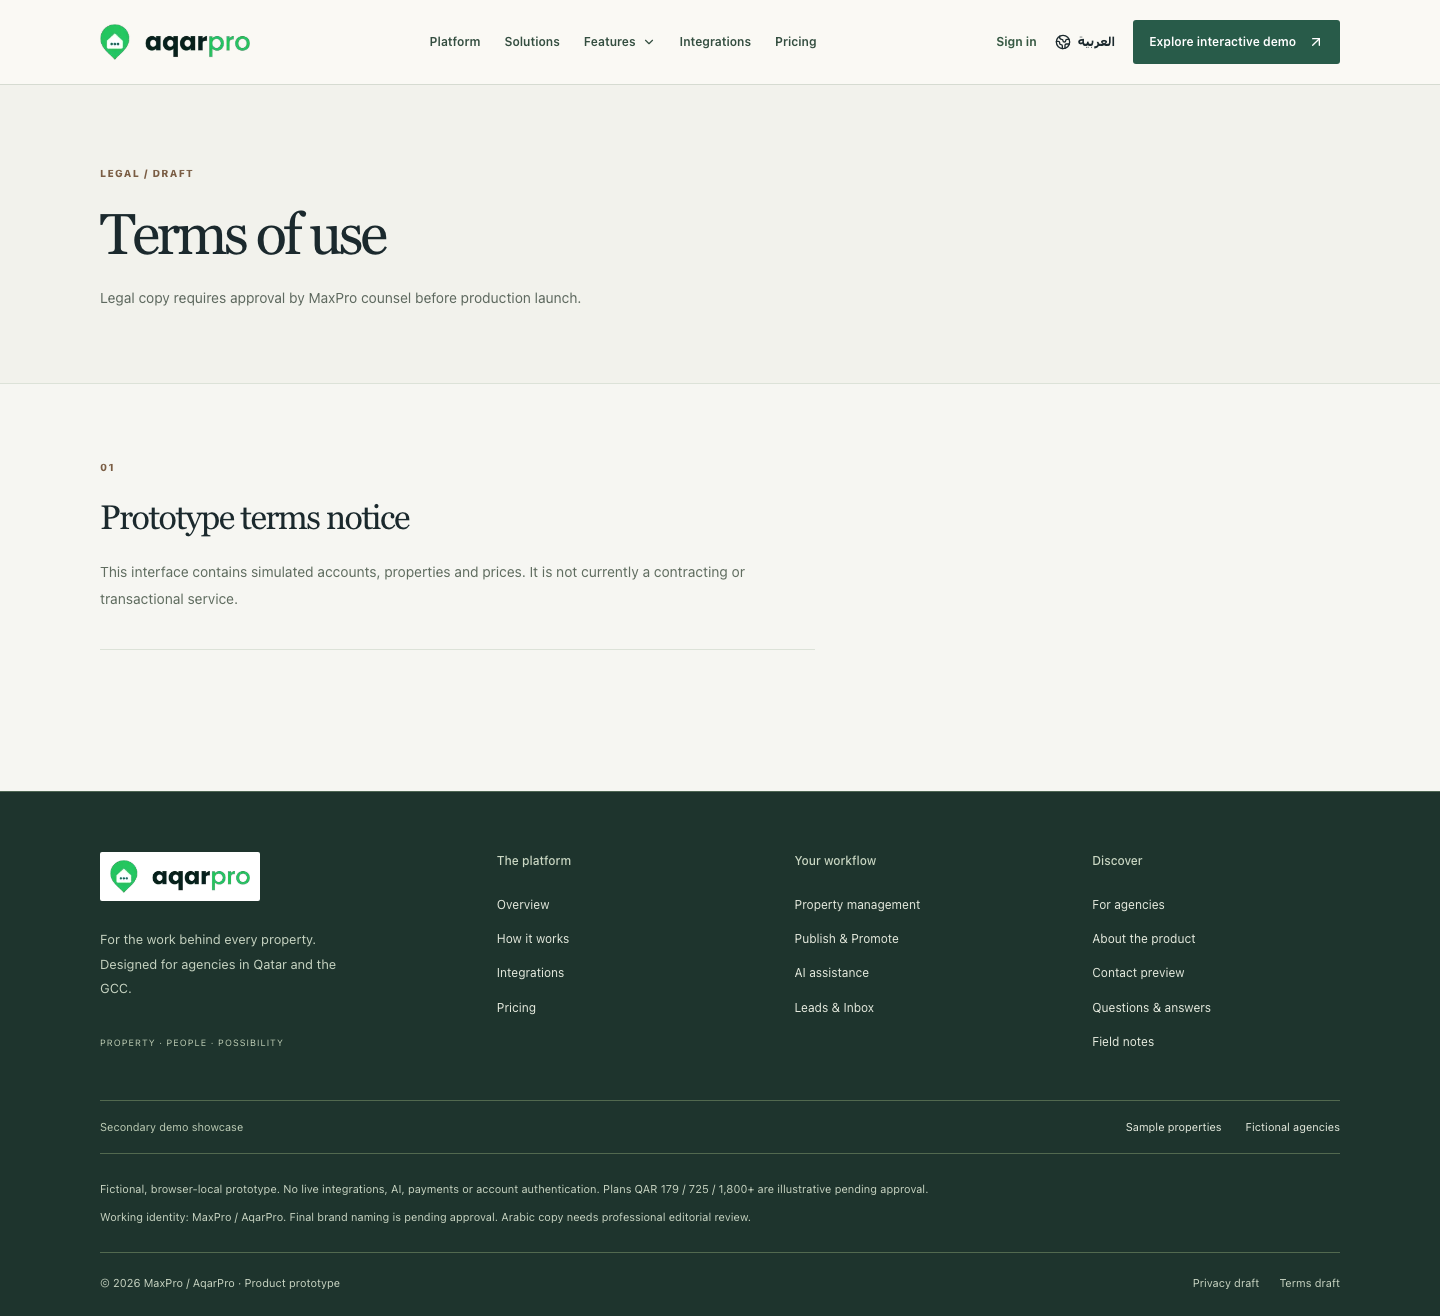 aqarpro
Platform
Solutions
Features
Integrations
Pricing
Sign in
العربية
Explore interactive demo
LEGAL / DRAFT
Terms of use
Legal copy requires approval by MaxPro counsel before production launch.
01
Prototype terms notice
This interface contains simulated accounts, properties and prices. It is not currently a contracting or
transactional service.
aqarpro
For the work behind every property.
Designed for agencies in Qatar and the
GCC.
PROPERTY · PEOPLE · POSSIBILITY
The platform
Overview
How it works
Integrations
Pricing
Your workflow
Property management
Publish & Promote
AI assistance
Leads & Inbox
Discover
For agencies
About the product
Contact preview
Questions & answers
Field notes
Secondary demo showcase
Sample properties
Fictional agencies
Fictional, browser-local prototype. No live integrations, AI, payments or account authentication. Plans QAR 179 / 725 / 1,800+ are illustrative pending approval.
Working identity: MaxPro / AqarPro. Final brand naming is pending approval. Arabic copy needs professional editorial review.
© 2026 MaxPro / AqarPro · Product prototype
Privacy draft
Terms draft